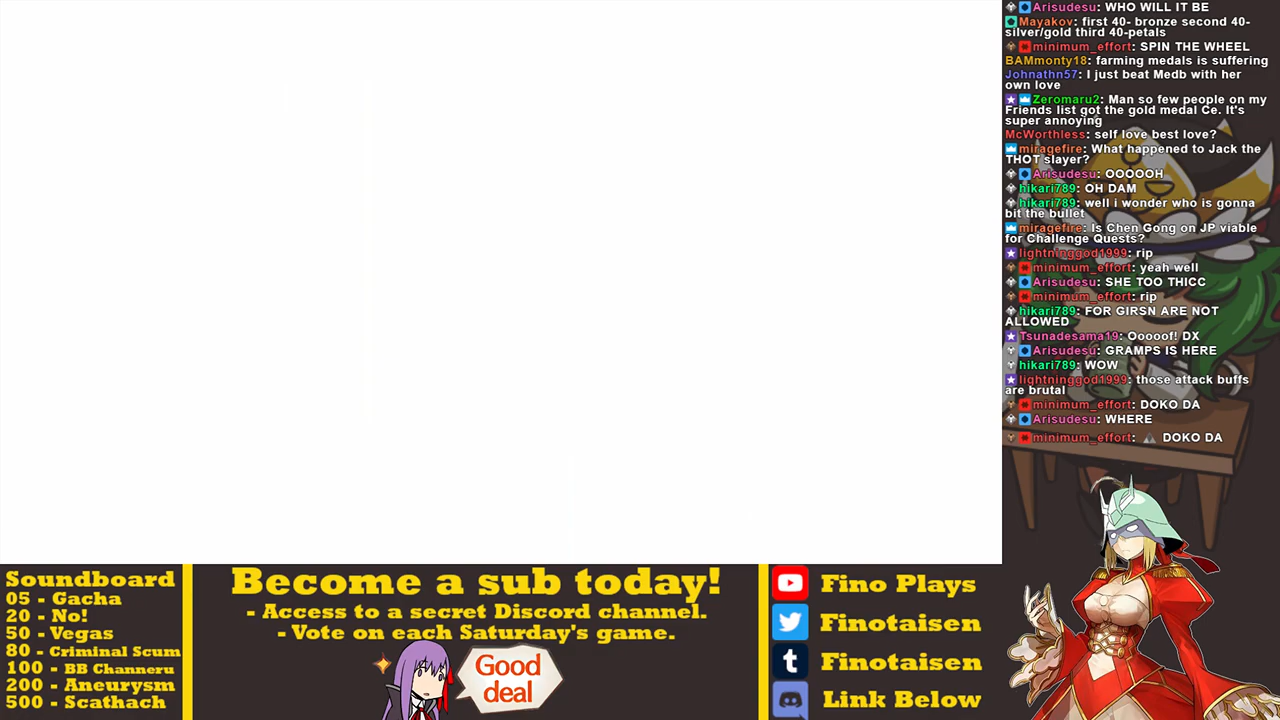 Arisudesu: WHO WILL IT BE
Mayakov: first 40- bronze second 40-
silver/gold third 40-petals
minimum_effort: SPIN THE WHEEL
BAMmonty18: farming medals is suffering
Johnathn57: I just beat Medb with her
own love
Zeromaru2: Man so few people on my
Friends list got the gold medal Ce. It's
super annoying
McWorthless: self love best love?
miragefire: What happened to Jack the
THOT slayer?
Arisudesu: OOOOOH
hikari789: OH DAM
hikari789: well i wonder who is gonna
bit the bullet
miragefire: Is Chen Gong on JP viable
for Challenge Quests?
lightninggod1999: rip
minimum_effort: yeah well
Arisudesu: SHE TOO THICC
minimum_effort: rip
hikari789: FOR GIRSN ARE NOT
ALLOWED
Tsunadesama19: Ooooof! DX
Arisudesu: GRAMPS IS HERE
hikari789: WOW
lightninggod1999: those attack buffs
are brutal
minimum_effort: DOKO DA
Arisudesu: WHERE
minimum_effort: DOKO DA
Soundboard
05 - Gacha
20 - No!
50 - Vegas
80 - Criminal Scum
100 - BB Channeru
200 - Aneurysm
500 - Scathach
Become a sub today!
- Access to a secret Discord channel.
- Vote on each Saturday's game.
Good
deal
Fino Plays
Finotaisen
t Finotaisen
Link Below